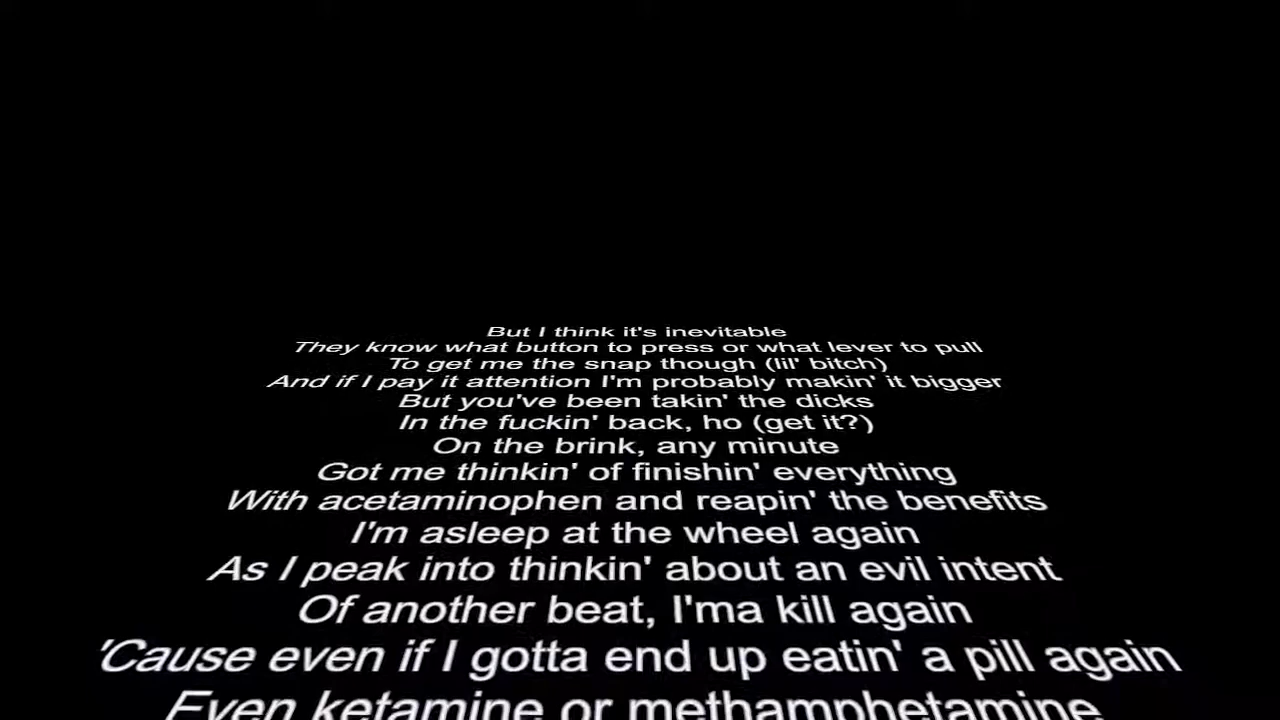 But I think it's inevitable
They know what button to press or what lever to pull
To get me the snap though (lil' bitch)
And if I pay it attention I'm probably makin' it bigger
But you've been takin' the dicks
In the fuckin' back, ho (get it?)
On the brink, any minute
Got me thinkin' of finishin' everything
With acetaminophen and reapin' the benefits
I'm asleep at the wheel again
As I peak into thinkin' about an evil intent
Of another beat, I'ma kill again
'Cause even if I gotta end up eatin' a pill again
Even ketamine or methamphetamine